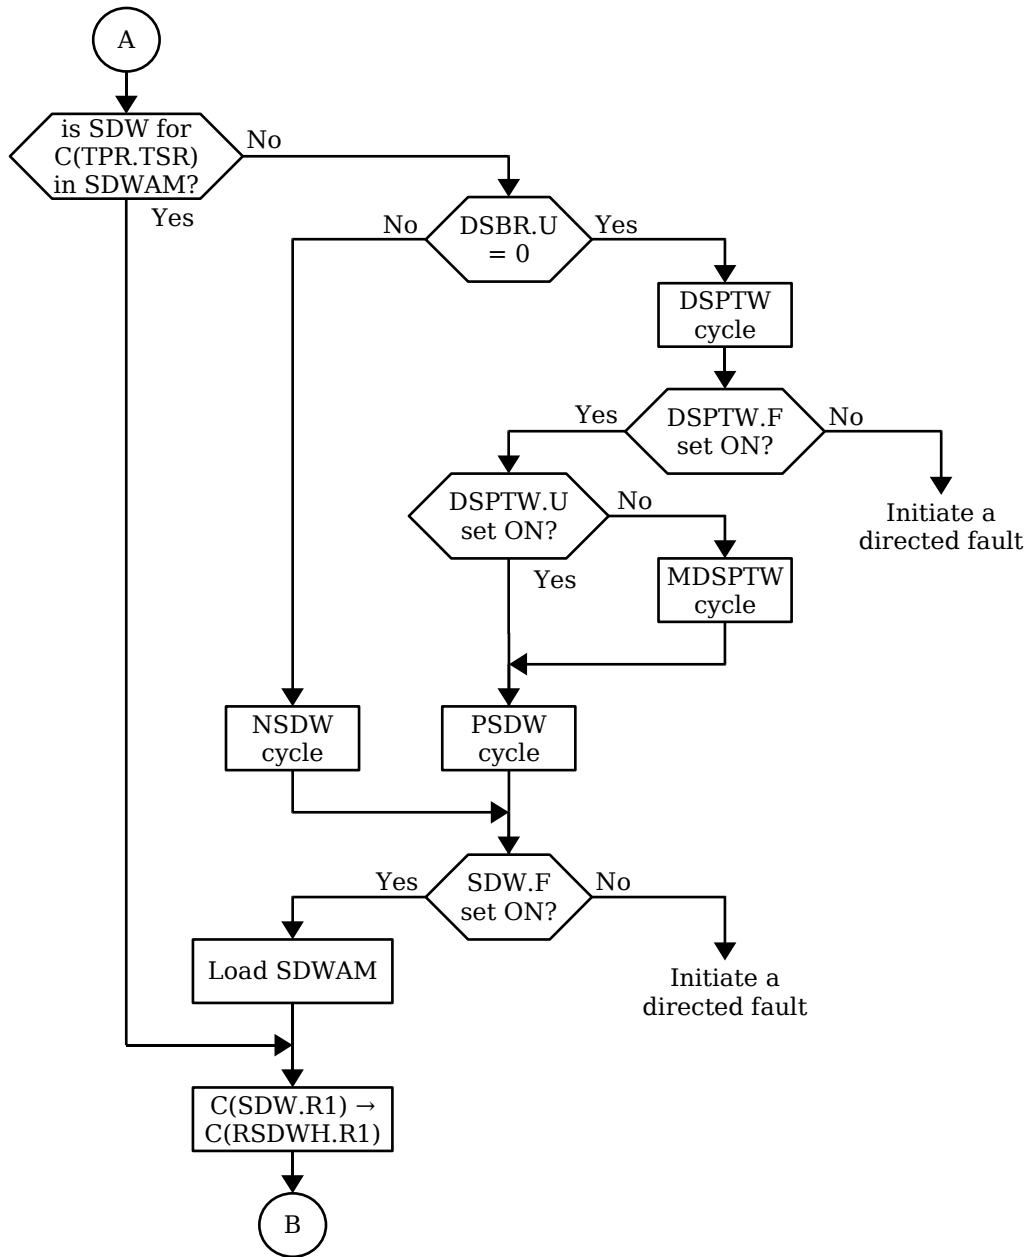 A
is SDW for
C(TPR.TSR)
in SDWAM?
No
Yes
DSBR.U
= 0
No
Yes
DSPTW
cycle
DSPTW.F
set ON?
Yes
No
Initiate a
directed fault
DSPTW.U
set ON?
No
Yes
MDSPTW
cycle
NSDW
cycle
PSDW
cycle
SDW.F
set ON?
Yes
No
Load SDWAM
Initiate a
directed fault
C(SDW.R1) →
C(RSDWH.R1)
B